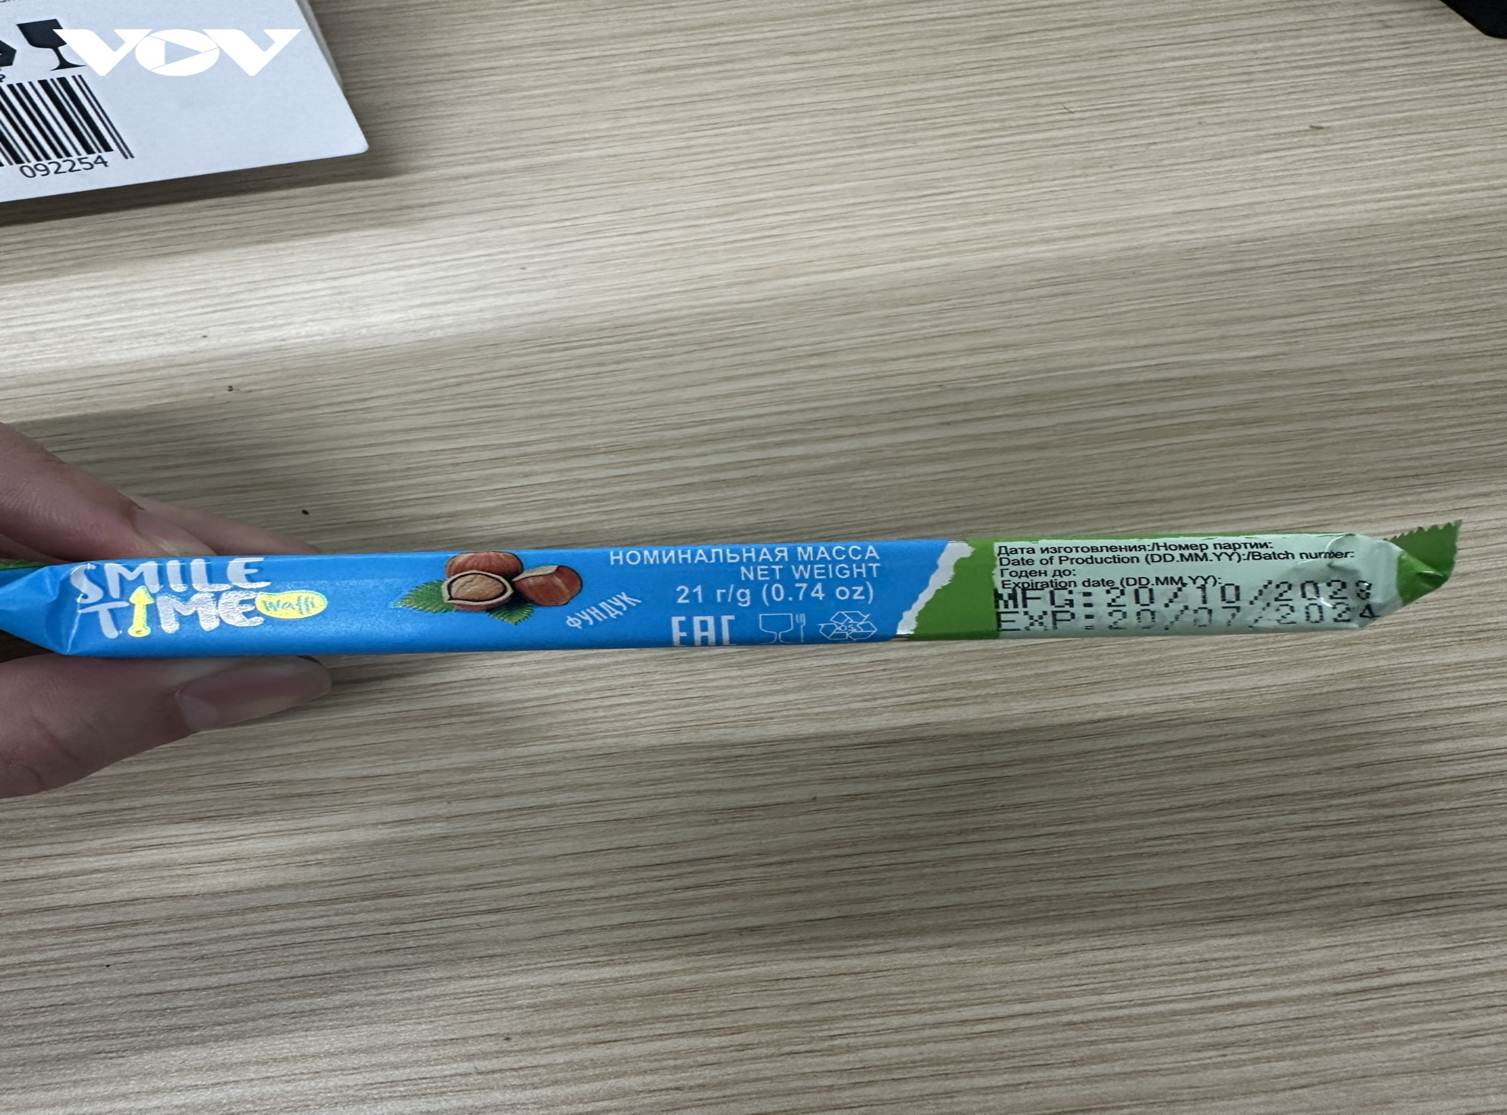 VOV
092254
SMILE
TIME
Waffi
ФУНДУК
НОМИНАЛЬНАЯ МАССА
NET WEIGHT
21 г/g (0.74 oz)
EAC
Дата изготовления:/Номер партии:
Date of Production (DD.MM.YY):/Batch number:
Годен до:
Expiration date (DD.MM.YY):
MFG:20/10/2023
EXP:20/07/2024